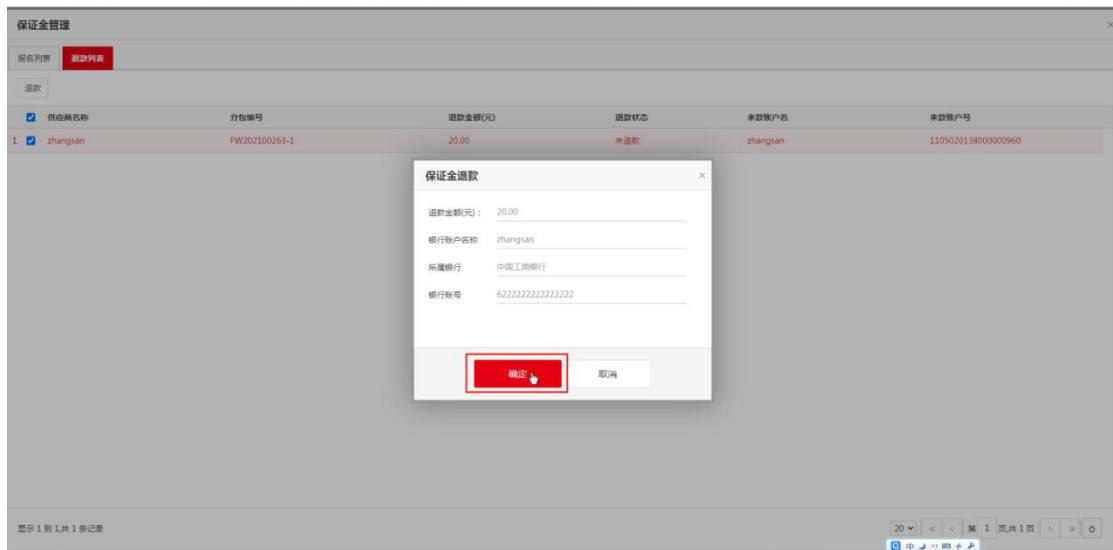 保证金管理 ×
报名列表 退款列表
退款
供应商名称 分包编号 退款金额(元) 退款状态 来款账户名 来款账户号
1 zhangsan FW202100263-1 20.00 未退款 zhangsan 1105020138000000960
保证金退款 ×
退款金额(元)： 20.00
银行账户名称 zhangsan
所属银行 中国工商银行
银行账号 6222222222222222
确定 取消
显示 1 到 1,共 1 条记录 20 « ‹ 第 1 页,共 1 页 › »
中